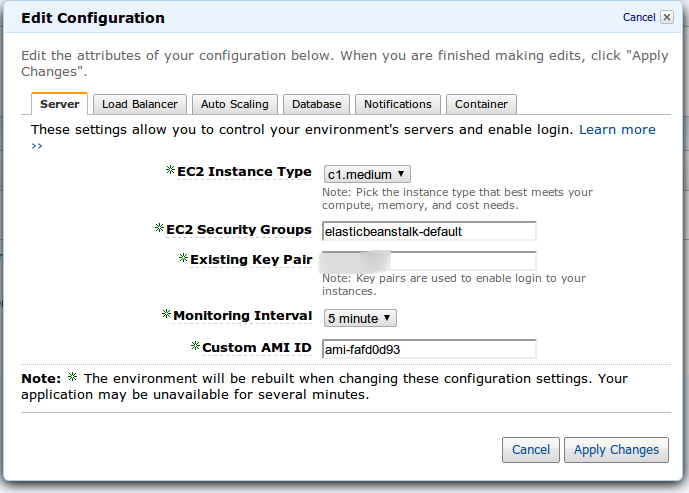 Edit Configuration
Cancel
Edit the attributes of your configuration below. When you are finished making edits, click "Apply
Changes".
Server
Load Balancer
Auto Scaling
Database
Notifications
Container
These settings allow you to control your environment's servers and enable login. Learn more
››
EC2 Instance Type
c1.medium
Note: Pick the instance type that best meets your
compute, memory, and cost needs.
EC2 Security Groups
elasticbeanstalk-default
Existing Key Pair
Note: Key pairs are used to enable login to your
instances.
Monitoring Interval
5 minute
Custom AMI ID
ami-fafd0d93
Note: ✳ The environment will be rebuilt when changing these configuration settings. Your
application may be unavailable for several minutes.
Cancel
Apply Changes